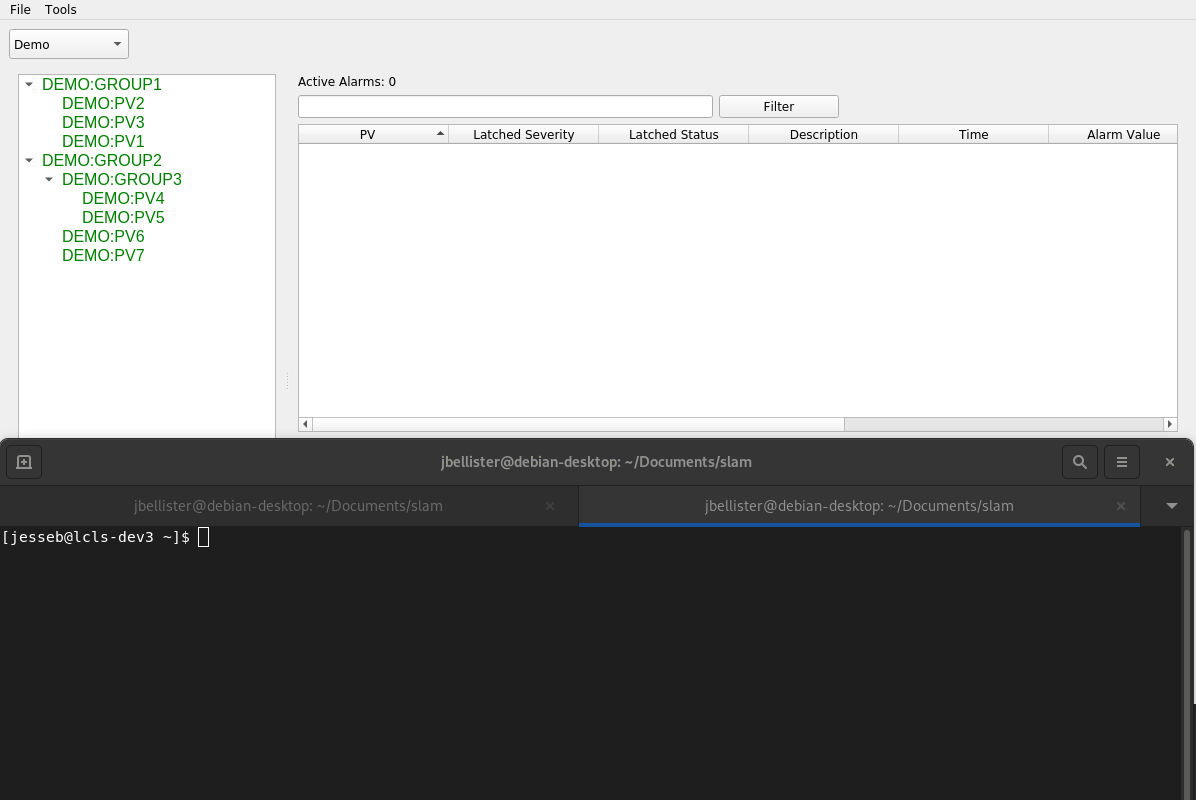 File Tools
Demo
DEMO:GROUP1
DEMO:PV2
DEMO:PV3
DEMO:PV1
DEMO:GROUP2
DEMO:GROUP3
DEMO:PV4
DEMO:PV5
DEMO:PV6
DEMO:PV7
Active Alarms: 0
Filter
PV Latched Severity Latched Status Description Time Alarm Value
jbellister@debian-desktop: ~/Documents/slam
jbellister@debian-desktop: ~/Documents/slam jbellister@debian-desktop: ~/Documents/slam
[jesseb@lcls-dev3 ~]$